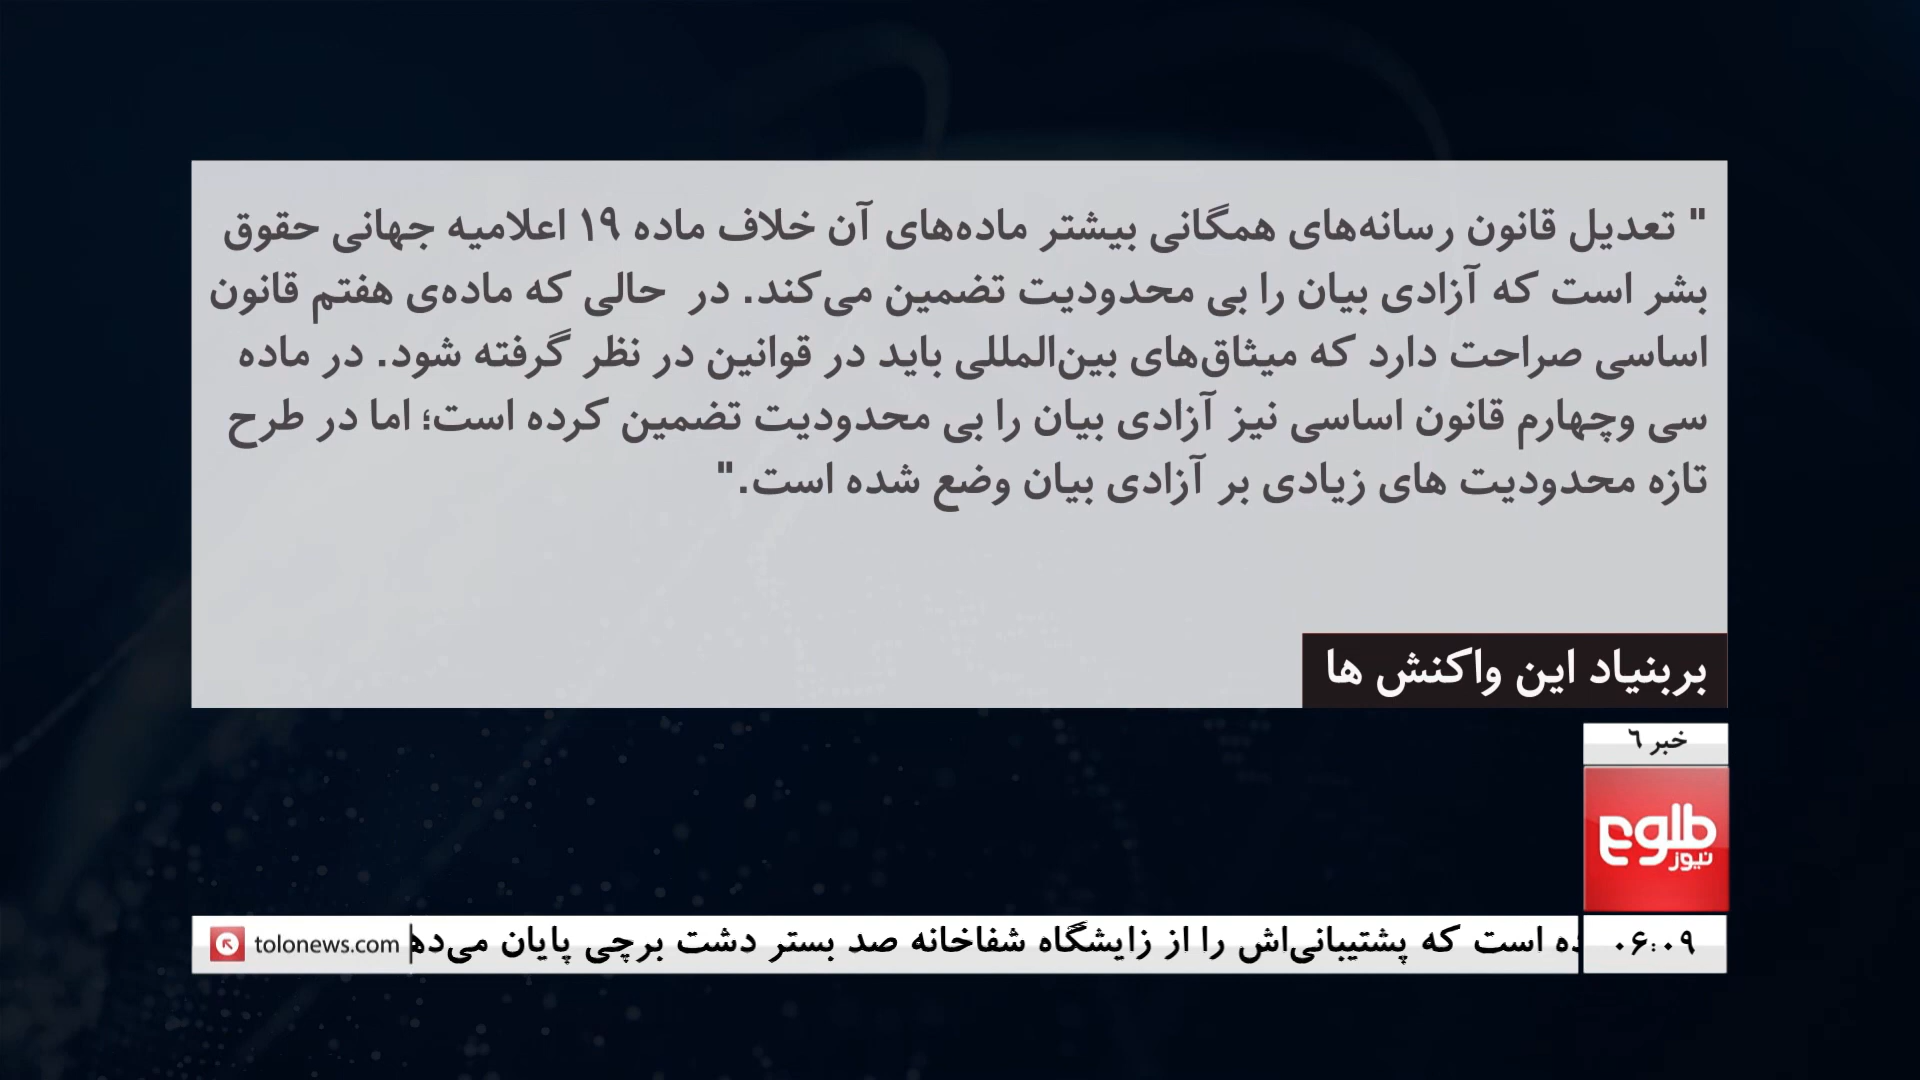 " تعدیل قانون رسانه‌های همگانی بیشتر ماده‌های آن خلاف ماده ۱۹ اعلامیه جهانی حقوق
بشر است که آزادی بیان را بی محدودیت تضمین می‌کند. در حالی که ماده‌ی هفتم قانون
اساسی صراحت دارد که میثاق‌های بین‌المللی باید در قوانین در نظر گرفته شود. در ماده
سی وچهارم قانون اساسی نیز آزادی بیان را بی محدودیت تضمین کرده است؛ اما در طرح
تازه محدودیت های زیادی بر آزادی بیان وضع شده است."
بربنیاد این واکنش ها
خبر ٦
طلوع
نیوز
است که پشتیبانی‌اش را از زایشگاه شفاخانه صد بستر دشت برچی پایان
tolonews.com
۰۶:۰۹